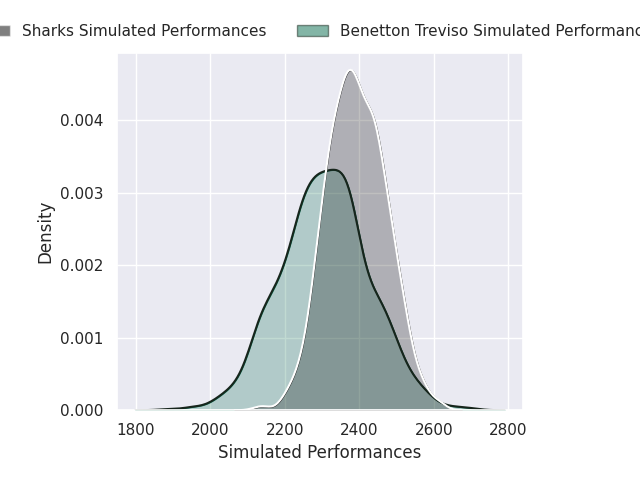 Sharks Simulated Performances
Benetton Treviso Simulated
0.004
0.003
0.002
0.001
0.000
Density
1800 2000 2200 2400 2600 2800
Simulated Performances